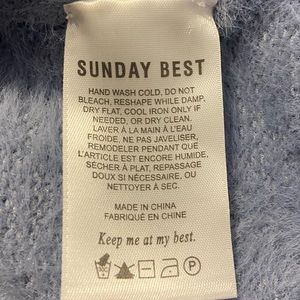 SUNDAY BEST
HAND WASH COLD, DO NOT
BLEACH, RESHAPE WHILE DAMP,
DRY FLAT, COOL IRON ONLY IF
NEEDED, OR DRY CLEAN.
LAVER À LA MAIN À L'EAU
FROIDE. NE PAS JAVELISER.
REMODELER PENDANT QUE
L'ARTICLE EST ENCORE HUMIDE,
SÉCHER À PLAT, REPASSAGE
DOUX SI NÉCESSAIRE, OU
NETTOYER À SEC.
MADE IN CHINA
FABRIQUÉ EN CHINE
Keep me at my best.
P